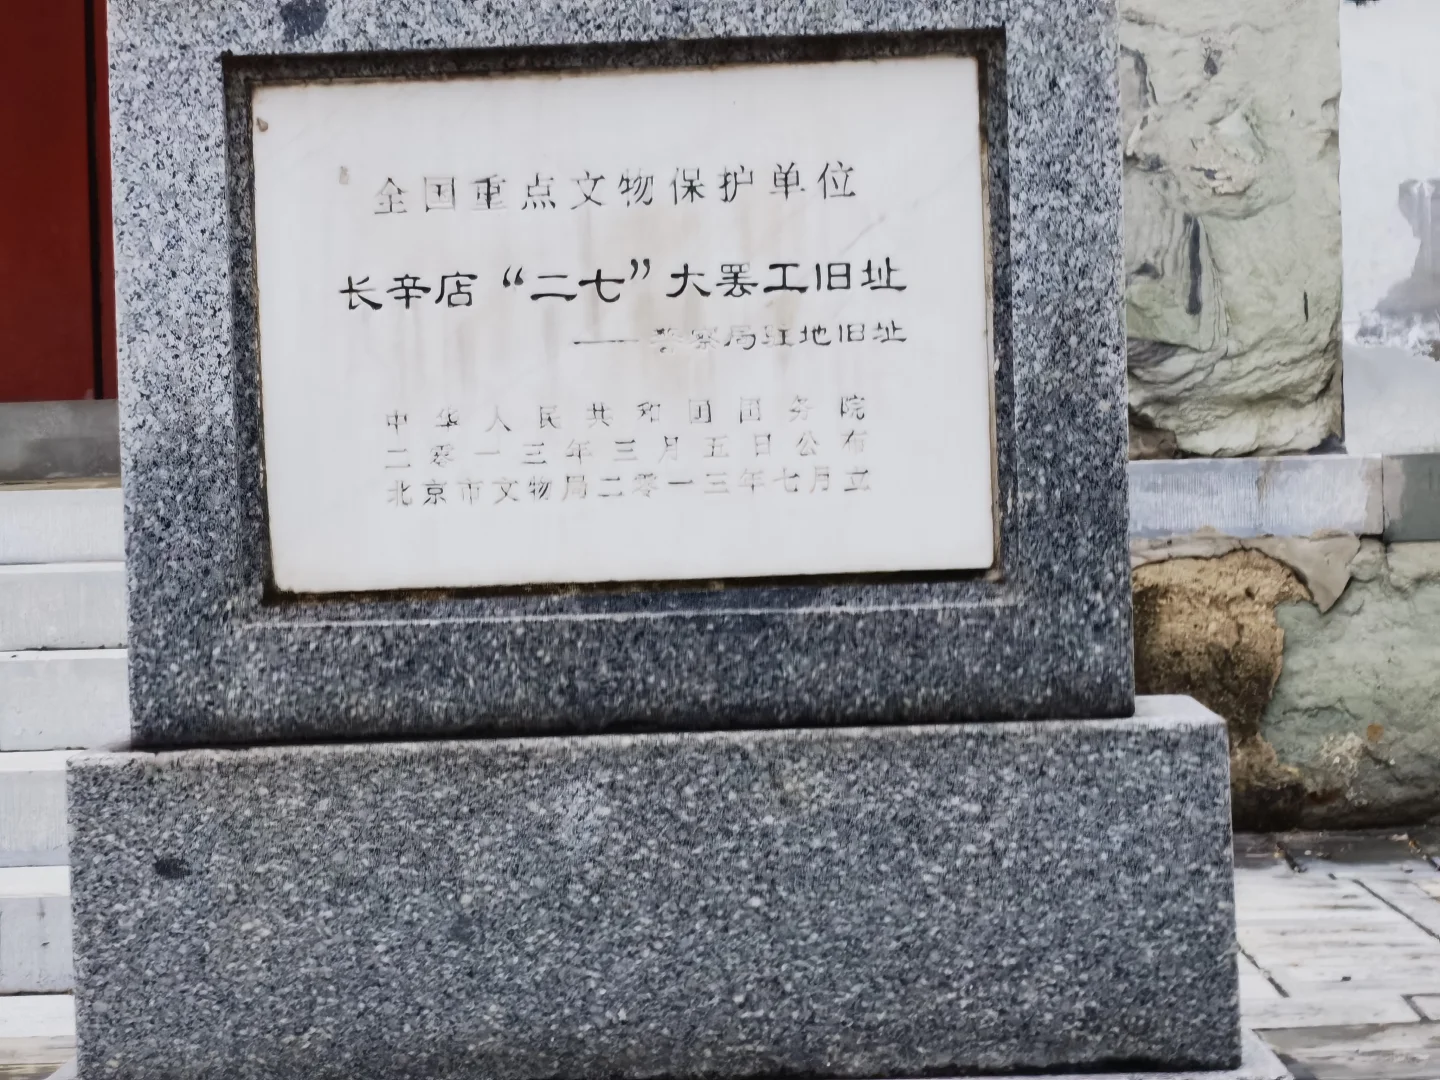 全国重点文物保护单位
长辛店“二七”大罢工旧址
——警察局驻地旧址
中华人民共和国国务院
二零一三年三月五日公布
北京市文物局二零一三年七月立